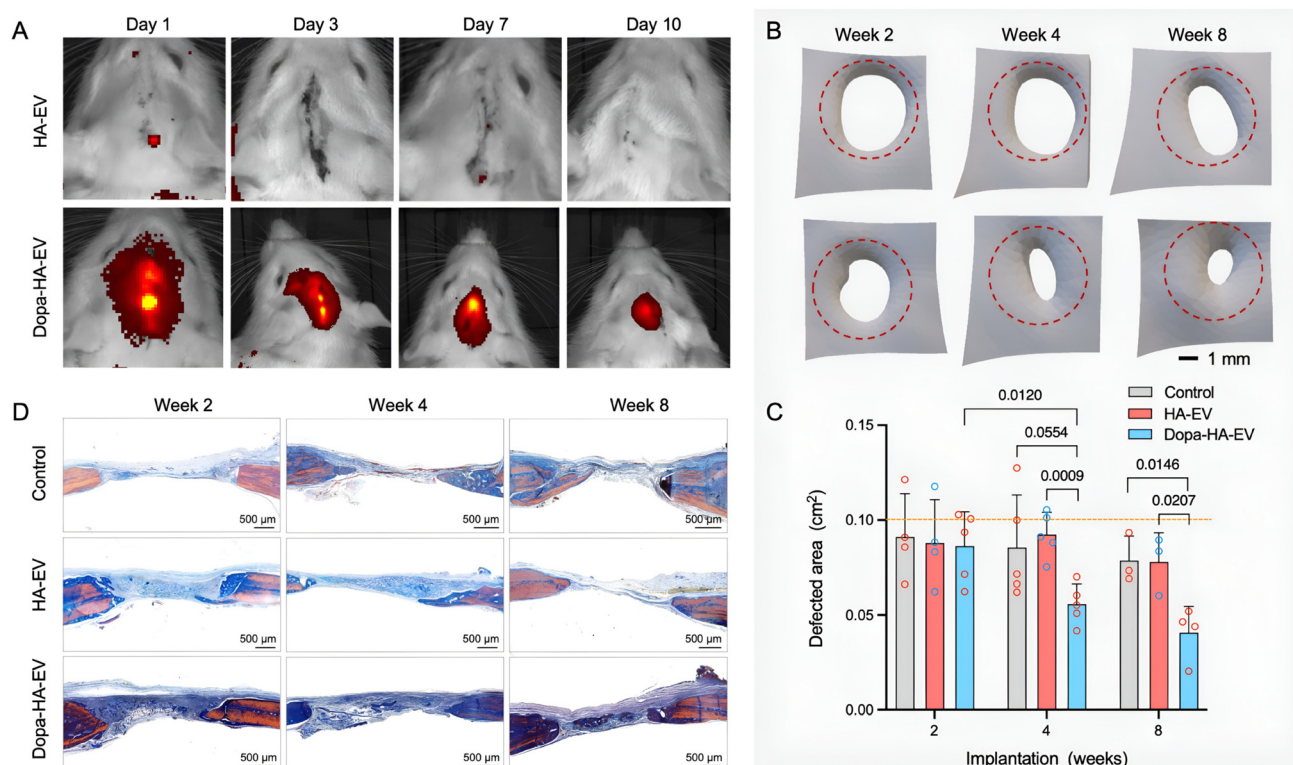 A
Day 1 Day 3 Day 7 Day 10
HA-EV
Dopa-HA-EV
B
Week 2 Week 4 Week 8
1 mm
D
Week 2 Week 4 Week 8
Control
500 µm 500 µm 500 µm
HA-EV
500 µm 500 µm 500 µm
Dopa-HA-EV
500 µm 500 µm 500 µm
C
Control
HA-EV
Dopa-HA-EV
0.0120
0.0554
0.0009
0.0146
0.0207
Defected area (cm²)
0.15
0.10
0.05
0.00
2 4 8
Implantation (weeks)